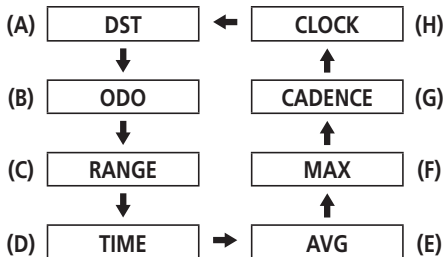 (A) DST CLOCK (H)
(B) ODO CADENCE (G)
(C) RANGE MAX (F)
(D) TIME AVG (E)